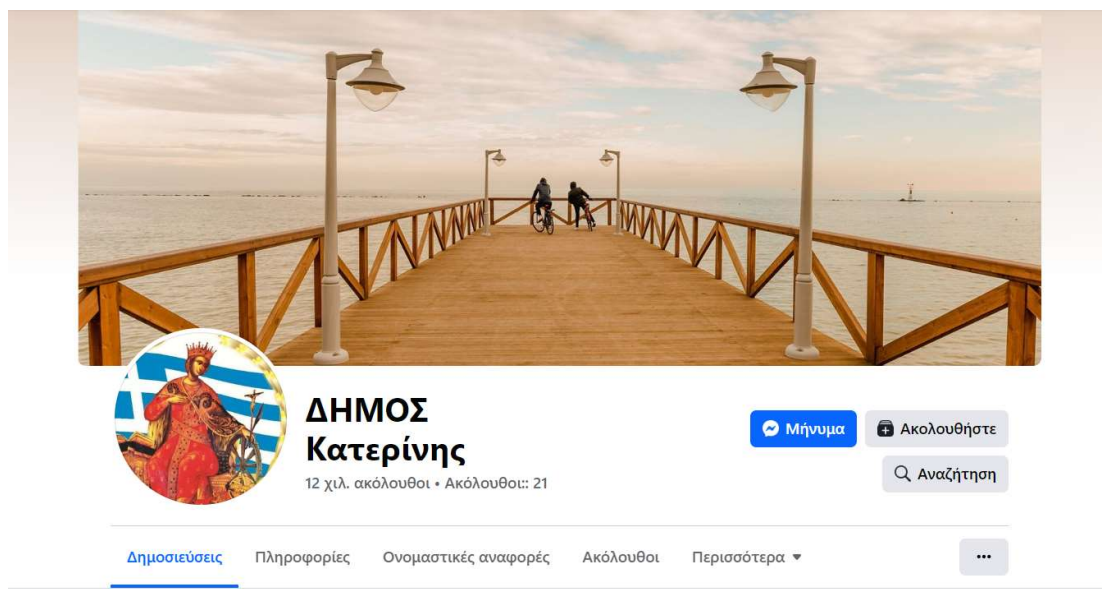 ΔΗΜΟΣ
Κατερίνης
12 χιλ. ακόλουθοι • Ακόλουθοι:: 21
Μήνυμα
Ακολουθήστε
Αναζήτηση
Δημοσιεύσεις Πληροφορίες Ονομαστικές αναφορές Ακόλουθοι Περισσότερα